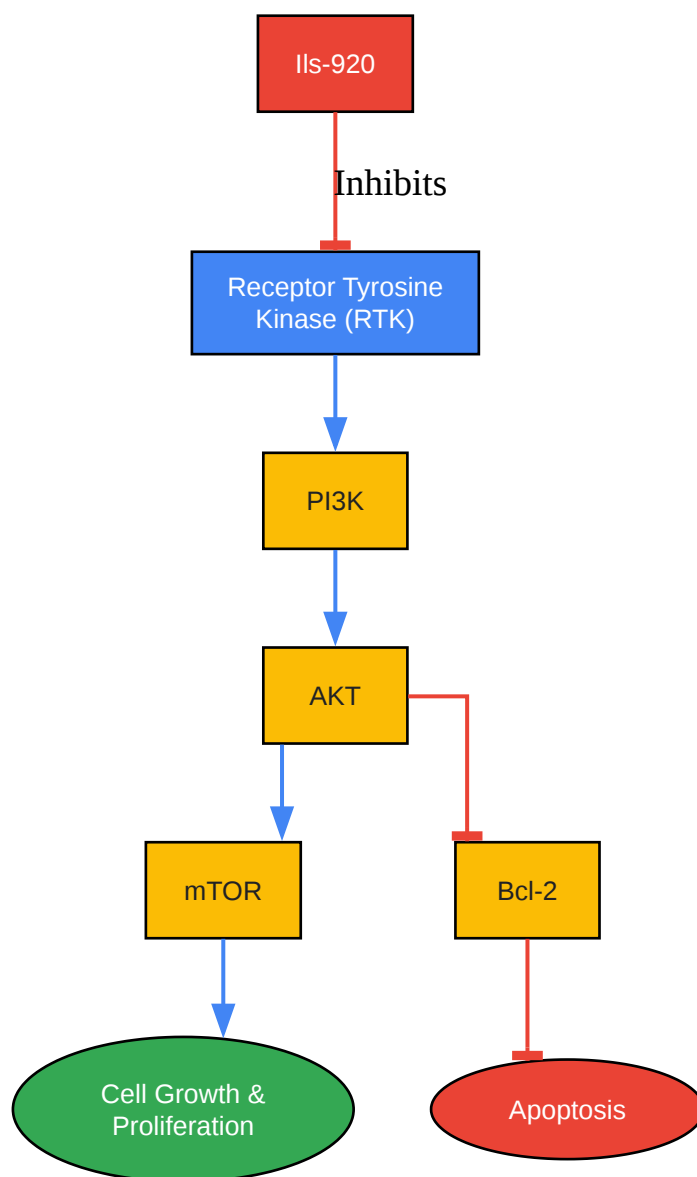 Ils-920
Inhibits
Receptor Tyrosine
Kinase (RTK)
PI3K
AKT
mTOR
Bcl-2
Cell Growth &
Proliferation
Apoptosis